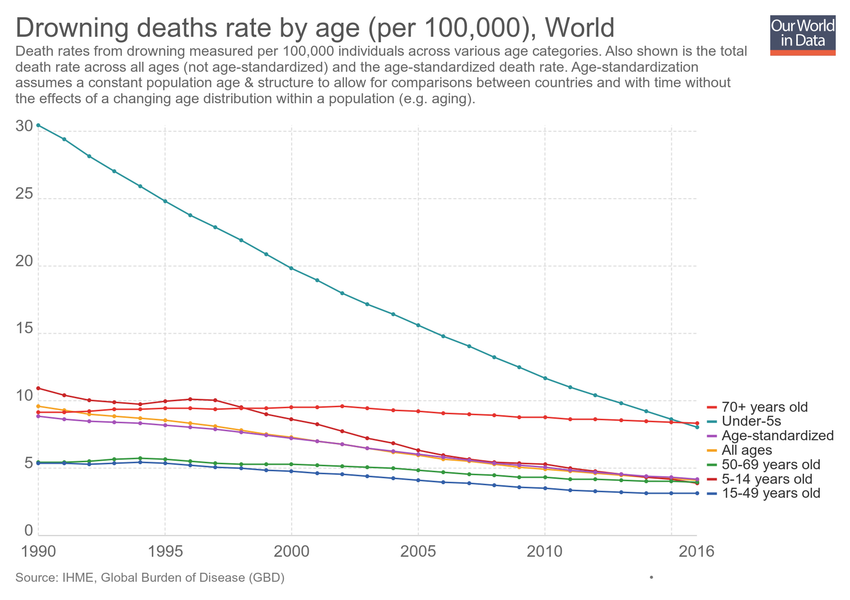 Drowning deaths rate by age (per 100,000), World
Our World
in Data
Death rates from drowning measured per 100,000 individuals across various age categories. Also shown is the total
death rate across all ages (not age-standardized) and the age-standardized death rate. Age-standardization
assumes a constant population age & structure to allow for comparisons between countries and with time without
the effects of a changing age distribution within a population (e.g. aging).
30
25
20
15
10
5
0
70+ years old
Under-5s
Age-standardized
All ages
50-69 years old
5-14 years old
15-49 years old
1990
1995
2000
2005
2010
2016
Source: IHME, Global Burden of Disease (GBD)
•